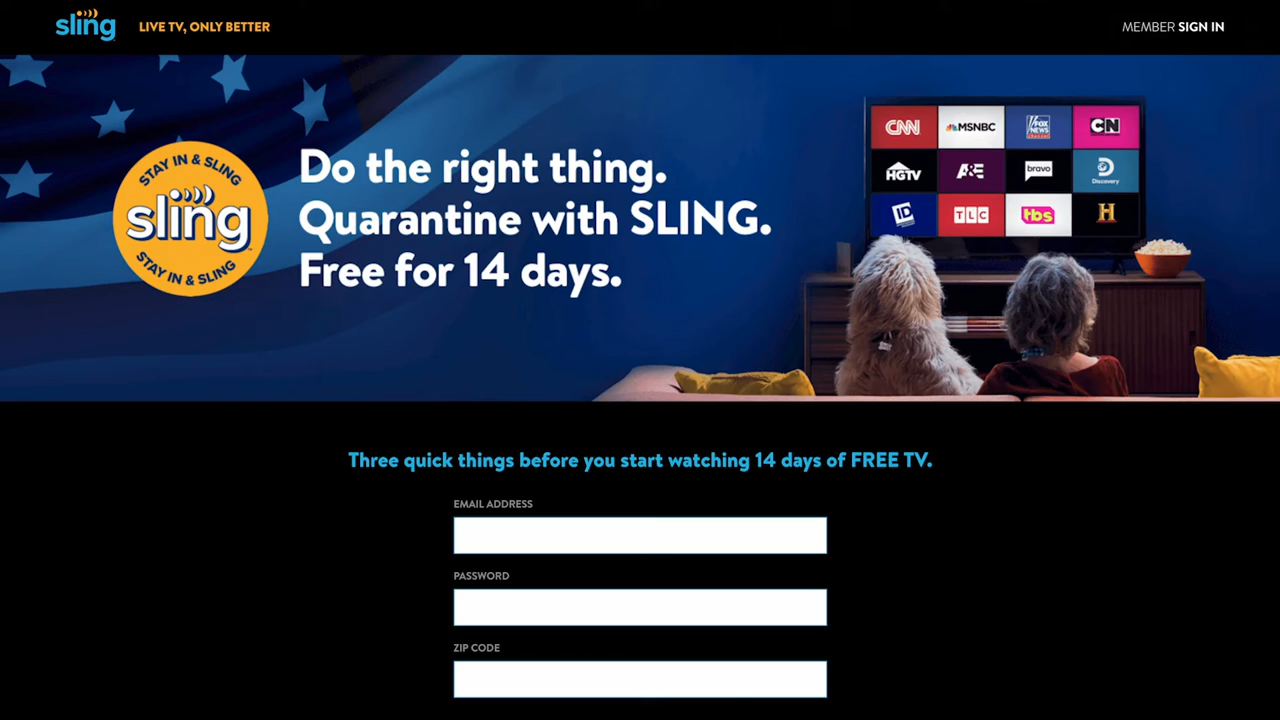 sling
LIVE TV, ONLY BETTER
MEMBER SIGN IN
STAY IN & SLING
sling
STAY IN & SLING
Do the right thing.
Quarantine with SLING.
Free for 14 days.
CNN
MSNBC
FOX NEWS channel
CN
HGTV
A&E
bravo
D Discovery
ID
TLC
tbs
H
Three quick things before you start watching 14 days of FREE TV.
EMAIL ADDRESS
PASSWORD
ZIP CODE